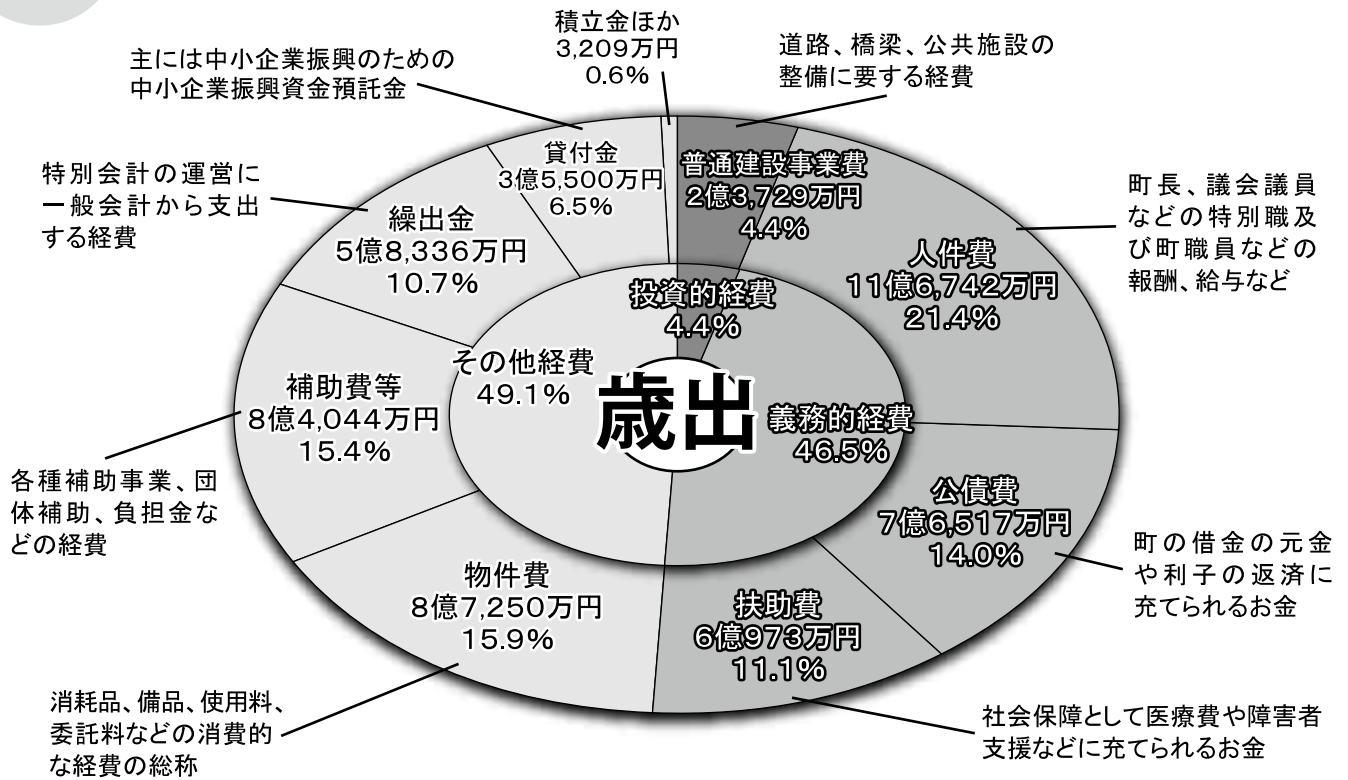 積立金ほか
3,209万円
0.6%
道路、橋梁、公共施設の
整備に要する経費
主には中小企業振興のための
中小企業振興資金預託金
貸付金
3億5,500万円
6.5%
普通建設事業費
2億3,729万円
4.4%
特別会計の運営に
一般会計から支出
する経費
繰出金
5億8,336万円
10.7%
町長、議会議員
などの特別職及
び町職員などの
報酬、給与など
人件費
11億6,742万円
21.4%
投資的経費
4.4%
その他経費
49.1%
歳出
義務的経費
46.5%
補助費等
8億4,044万円
15.4%
各種補助事業、団
体補助、負担金な
どの経費
公債費
7億6,517万円
14.0%
町の借金の元金
や利子の返済に
充てられるお金
物件費
8億7,250万円
15.9%
扶助費
6億973万円
11.1%
消耗品、備品、使用料、
委託料などの消費的
な経費の総称
社会保障として医療費や障害者
支援などに充てられるお金